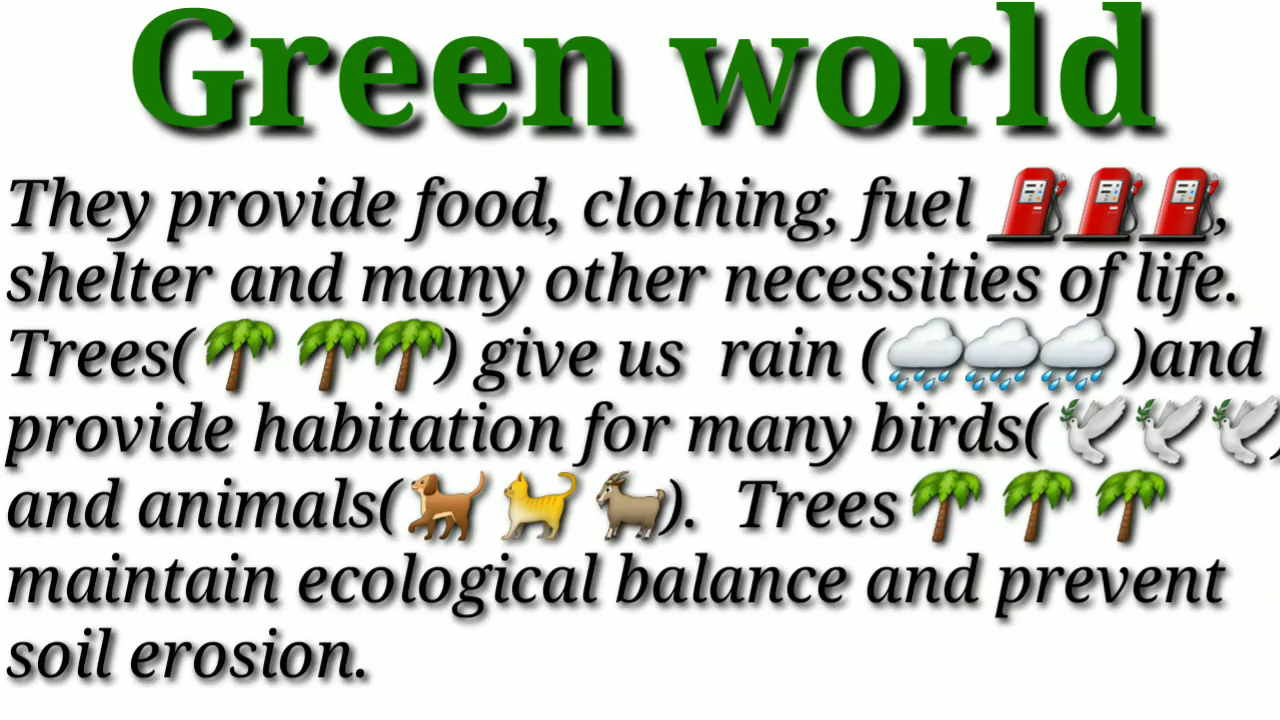 Green world
They provide food, clothing, fuel ⛽⛽⛽,
shelter and many other necessities of life.
Trees(🌴 🌴🌴) give us  rain (🌧🌧🌧 )and
provide habitation for many birds( 🕊🕊🕊)
and animals(🐕 🐈 🐐).  Trees🌴 🌴 🌴
maintain ecological balance and prevent
soil erosion.